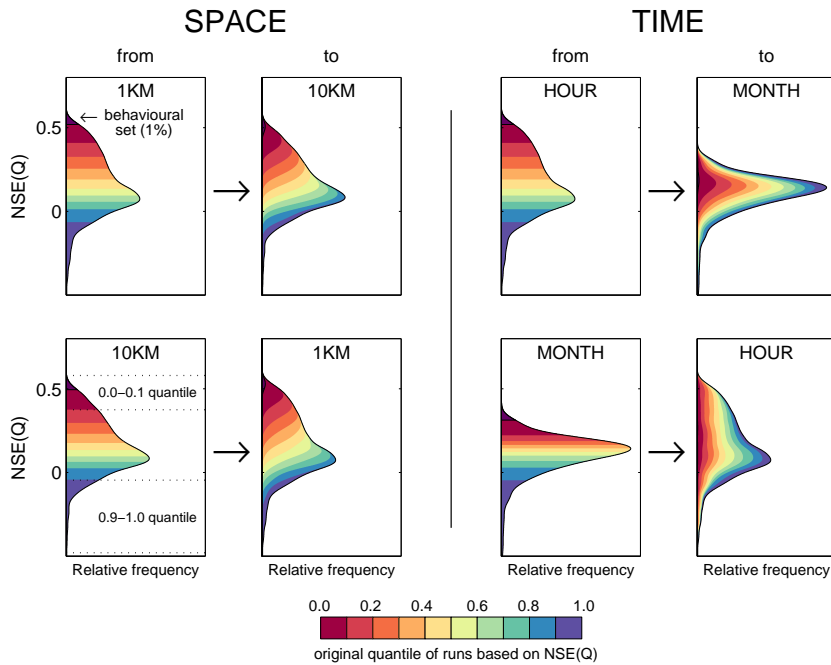 SPACE TIME
from to from to
1KM 10KM HOUR MONTH
← behavioural
set (1%)
0.5
0
NSE(Q)
10KM 1KM MONTH HOUR
0.0–0.1 quantile
0.5
0
NSE(Q)
0.9–1.0 quantile
Relative frequency Relative frequency Relative frequency Relative frequency
0.0 0.2 0.4 0.6 0.8 1.0
original quantile of runs based on NSE(Q)